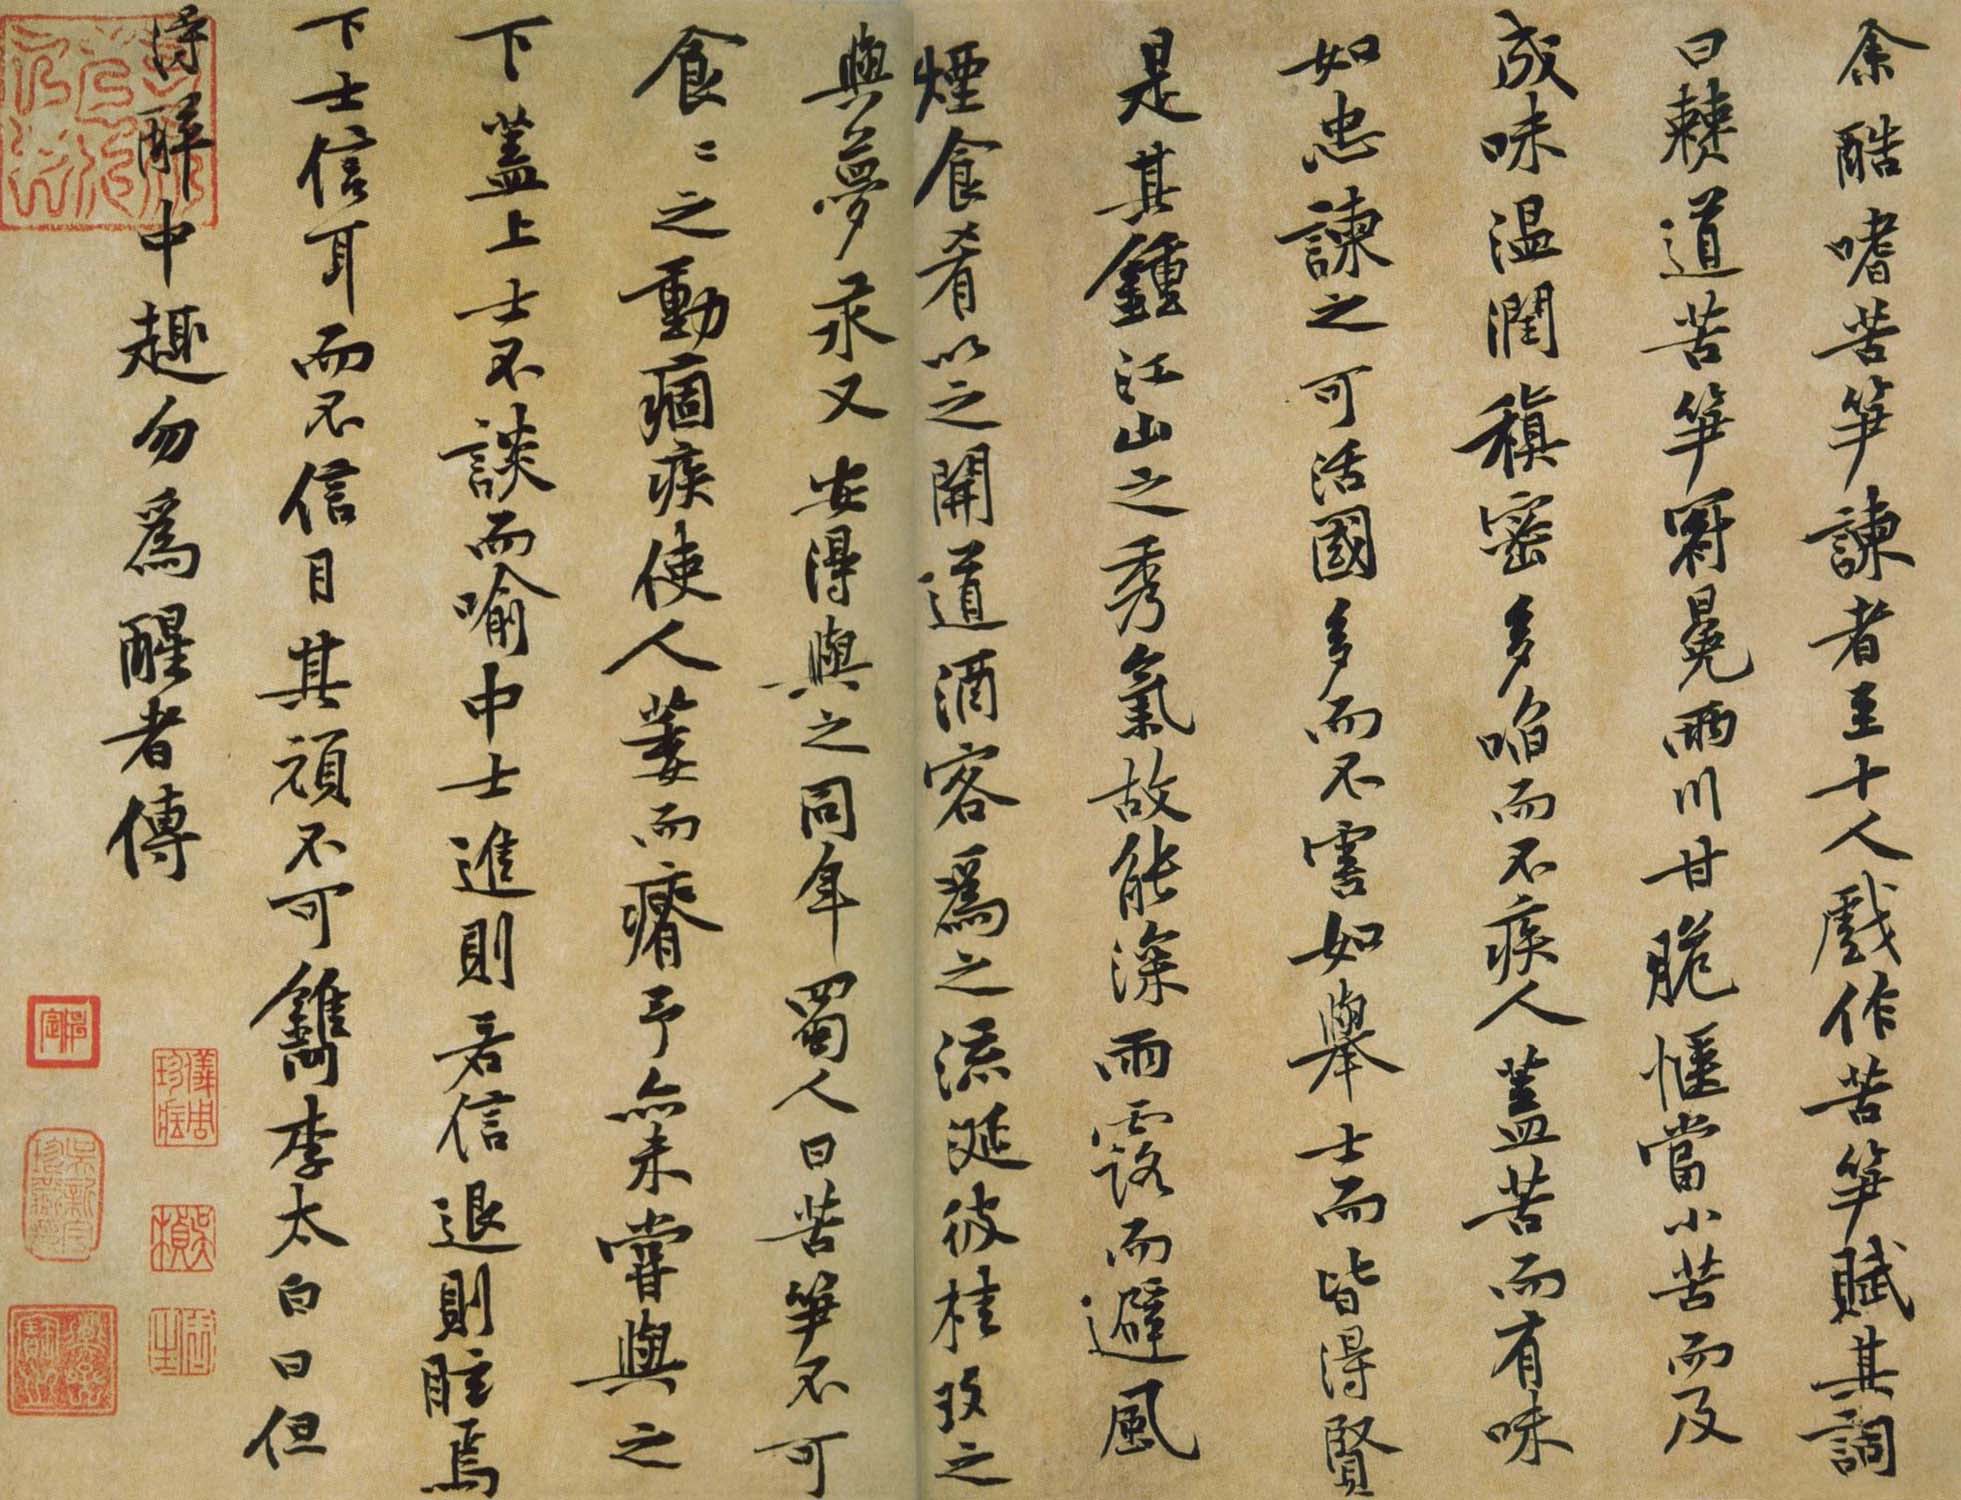 余酷嗜苦笋諫者至十人戲作苦笋賦其詞
曰僰道苦笋冠冕兩川甘脆愜當小苦而及
成味温潤稹密多啗而不疾人蓋苦而有味
如忠諫之可活國多而不害如舉士而皆得賢
是其鍾江山之秀氣故能深雨露而避風
煙食肴以之開道酒客爲之流涎彼桂玫之
與夢汞又安得與之同年蜀人曰苦笋不可
食〻之動痼疾使人萎而瘠予亦未嘗與之
下蓋上士不談而喻中士進則若信退則眩焉
下士信耳而不信目其頑不可鐫李太白曰但
得醉中趣勿爲醒者傳